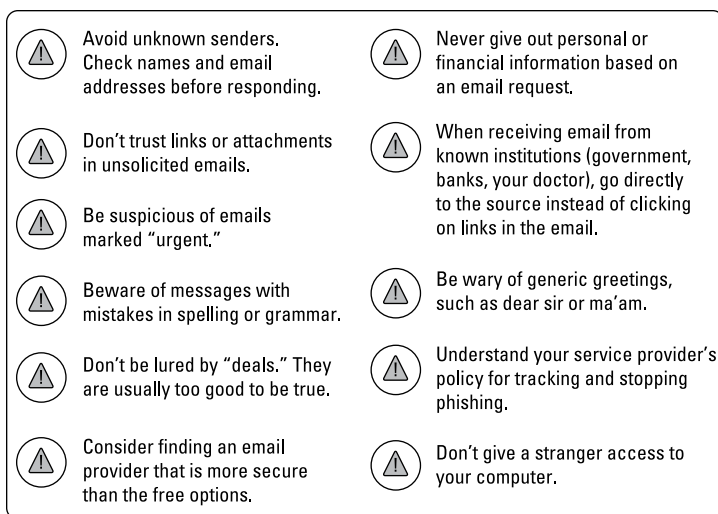 Avoid unknown senders.
Check names and email
addresses before responding.
Don't trust links or attachments
in unsolicited emails.
Be suspicious of emails
marked “urgent.”
Beware of messages with
mistakes in spelling or grammar.
Don't be lured by “deals.” They
are usually too good to be true.
Consider finding an email
provider that is more secure
than the free options.
Never give out personal or
financial information based on
an email request.
When receiving email from
known institutions (government,
banks, your doctor), go directly
to the source instead of clicking
on links in the email.
Be wary of generic greetings,
such as dear sir or ma'am.
Understand your service provider's
policy for tracking and stopping
phishing.
Don't give a stranger access to
your computer.